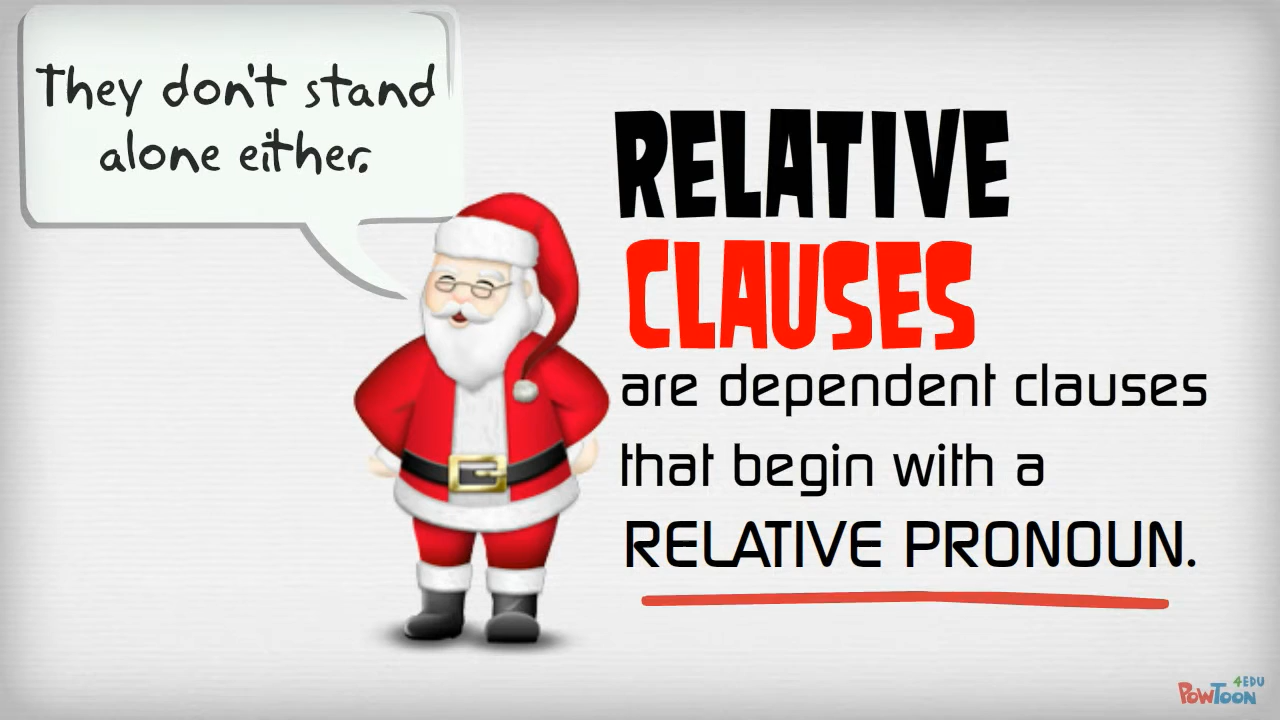 They don't stand
alone either.
RELATIVE
CLAUSES
are dependent clauses
that begin with a
RELATIVE PRONOUN.
4EDU
POWTOON